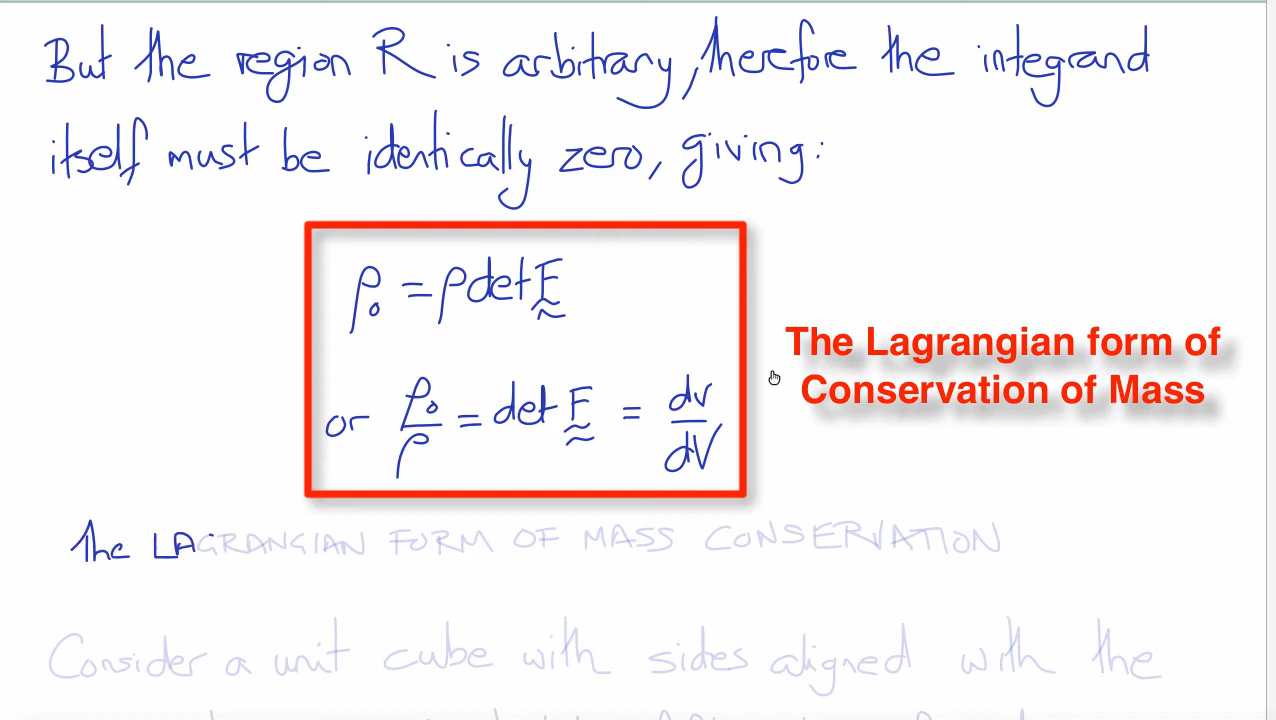 But the region R is arbitrary, therefore the integrand
itself must be identically zero, giving:
ρ₀ = ρ det F
The Lagrangian form of
Conservation of Mass
or ρ₀/ρ = det F = dv/dV
the LAGRANGIAN FORM OF MASS CONSERVATION
Consider a unit cube with sides aligned with the